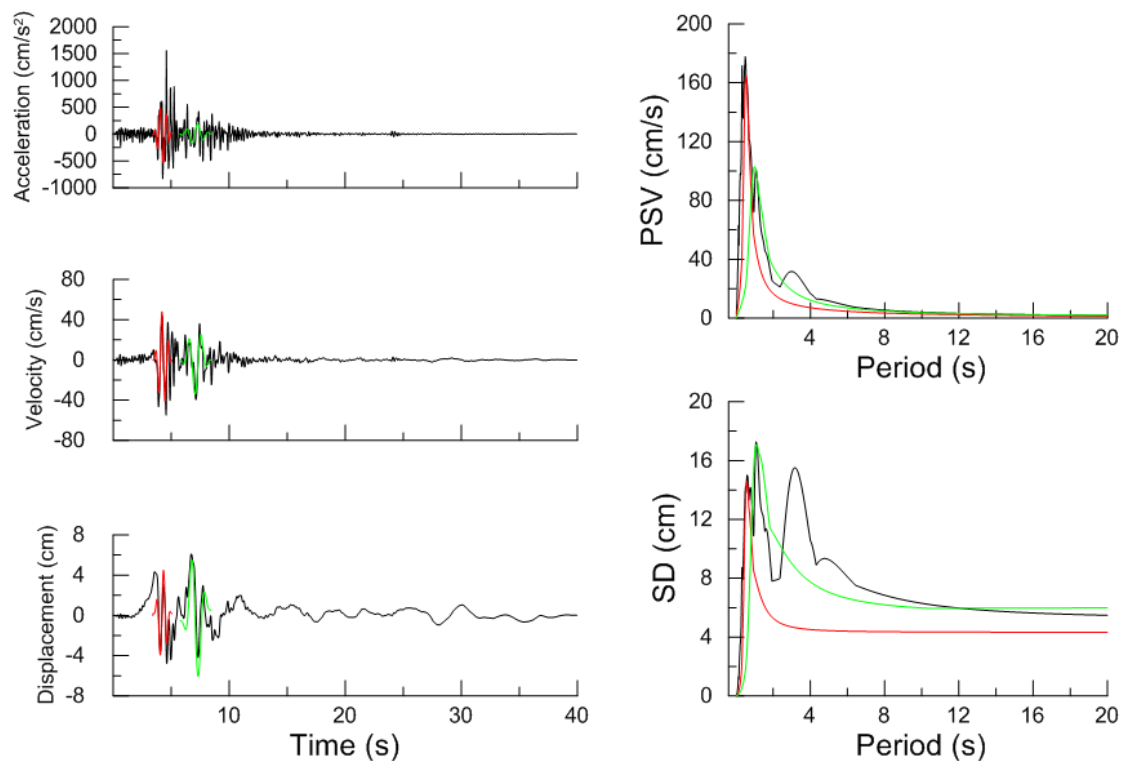 Acceleration (cm/s²)
2000
1500
1000
500
0
-500
-1000
Velocity (cm/s)
80
40
0
-40
-80
Displacement (cm)
8
4
0
-4
-8
10 20 30 40
Time (s)
PSV (cm/s)
200
160
120
80
40
0
4 8 12 16 20
Period (s)
SD (cm)
20
16
12
8
4
0
4 8 12 16 20
Period (s)